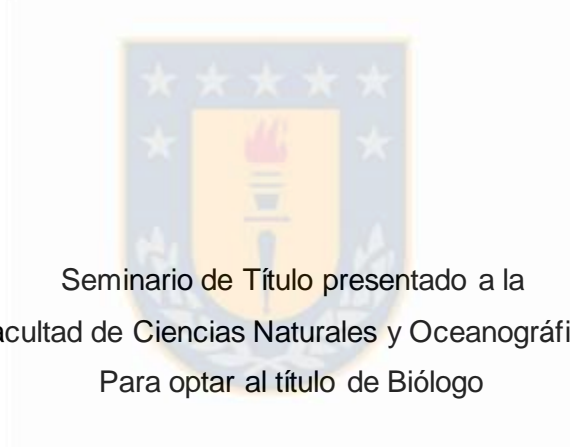 Seminario de Título presentado a la
acultad de Ciencias Naturales y Oceanográfi
Para optar al título de Biólogo